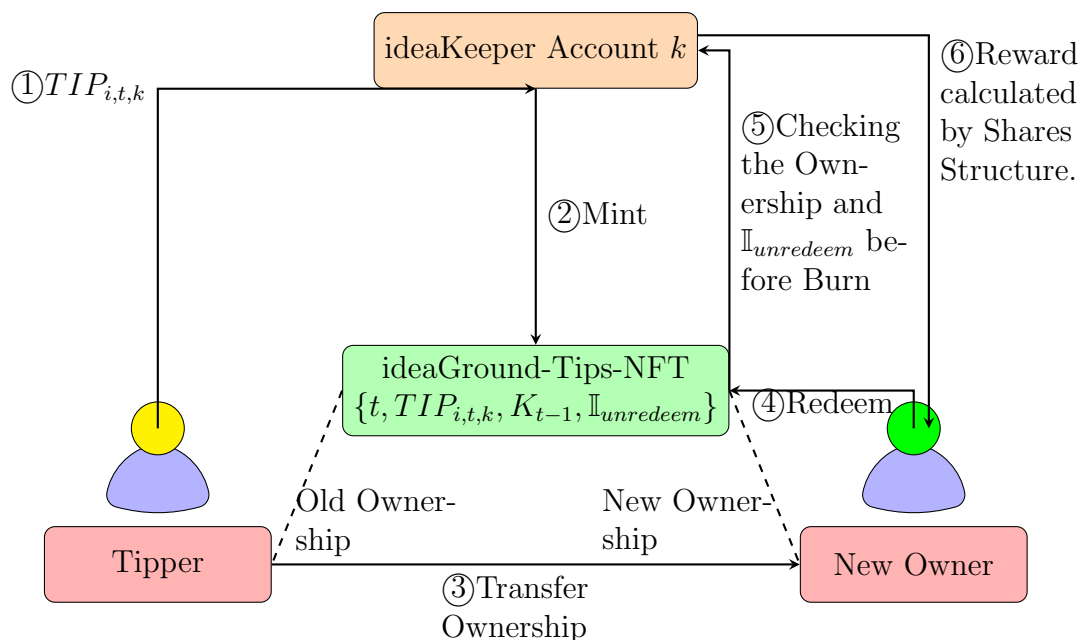 ideaKeeper Account k
①TIP_{i,t,k}
⑥Reward
calculated
by Shares
Structure.
⑤Checking
the Own-
ership and
𝕀_{unredeem} be-
fore Burn
②Mint
ideaGround-Tips-NFT
{t, TIP_{i,t,k}, K_{t−1}, 𝕀_{unredeem}}
④Redeem
Old Owner-
ship
New Owner-
ship
Tipper
New Owner
③Transfer
Ownership